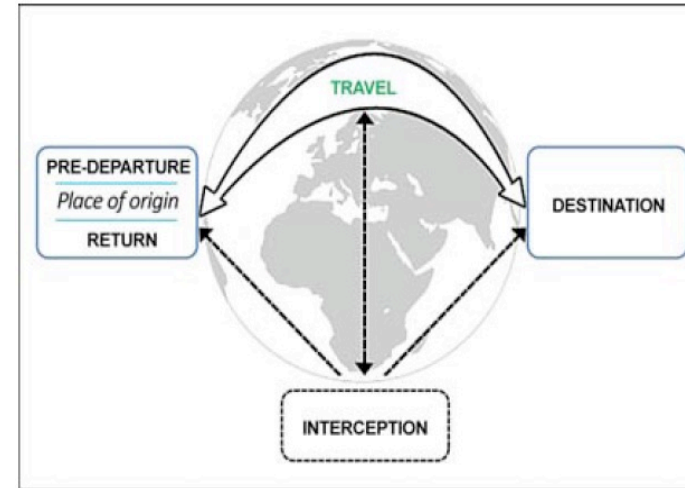 TRAVEL
PRE-DEPARTURE
Place of origin
RETURN
DESTINATION
INTERCEPTION